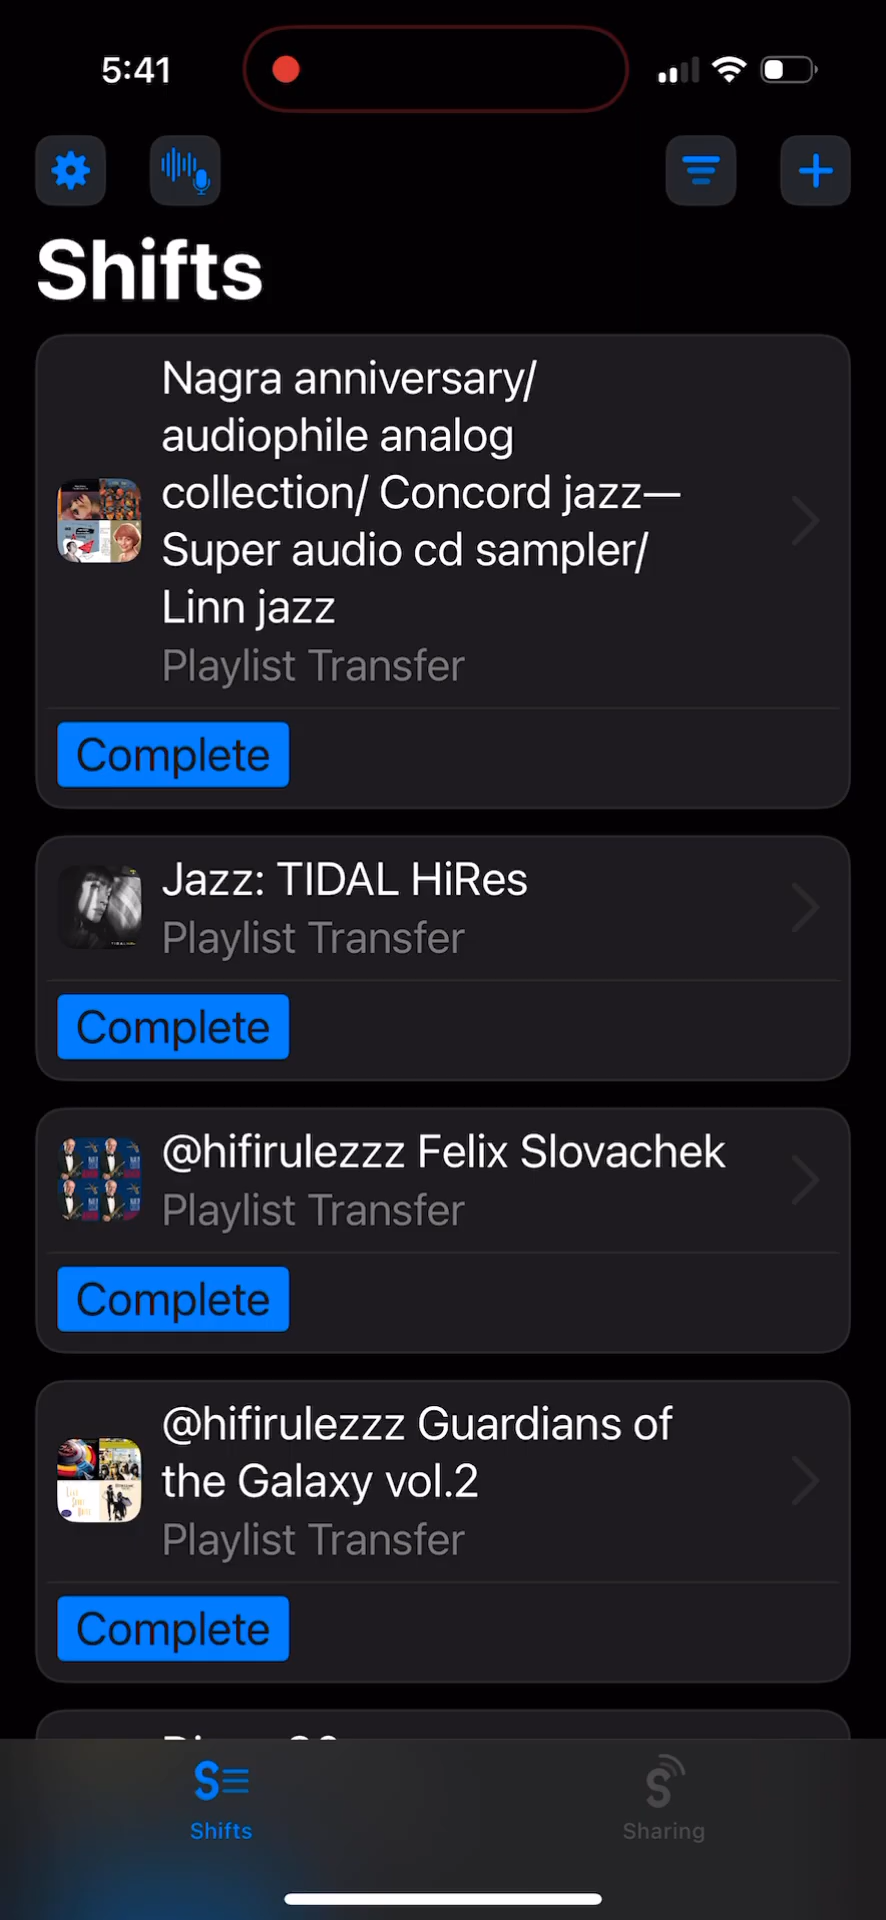 5:41
Shifts
Nagra anniversary/
audiophile analog
collection/ Concord jazz—
Super audio cd sampler/
Linn jazz
Playlist Transfer
Complete
Jazz: TIDAL HiRes
Playlist Transfer
Complete
@hifirulezzz Felix Slovachek
Playlist Transfer
Complete
@hifirulezzz Guardians of
the Galaxy vol.2
Playlist Transfer
Complete
Shifts
Sharing